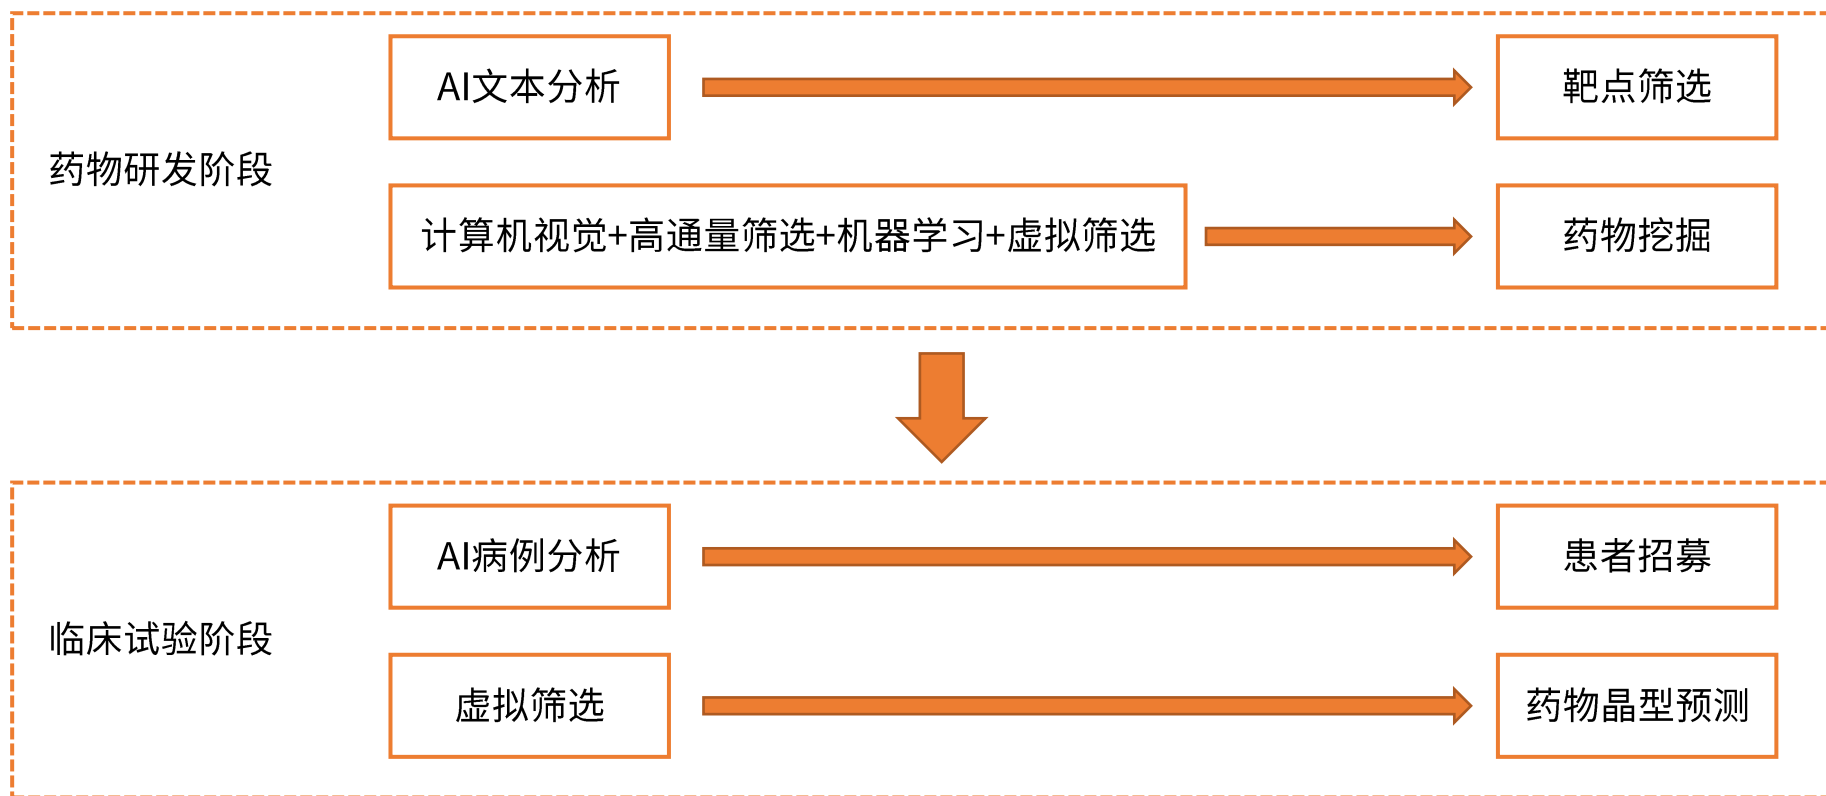 药物研发阶段
AI文本分析
靶点筛选
计算机视觉+高通量筛选+机器学习+虚拟筛选
药物挖掘
临床试验阶段
AI病例分析
患者招募
虚拟筛选
药物晶型预测